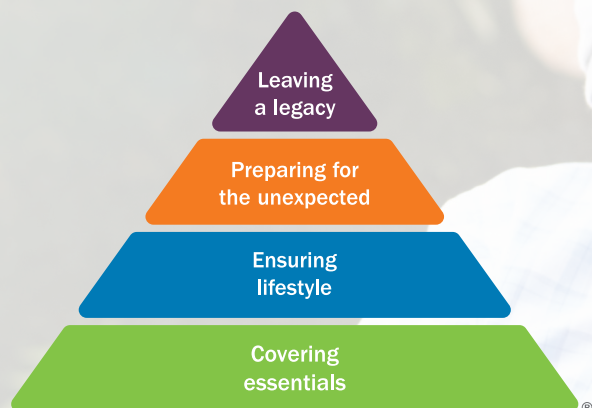 Leaving
a legacy
Preparing for
the unexpected
Ensuring
lifestyle
Covering
essentials
®